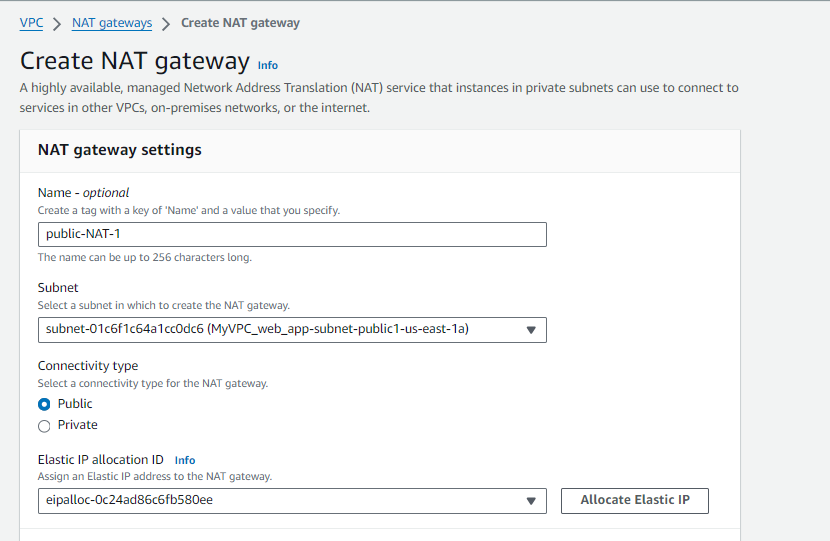 VPC > NAT gateways > Create NAT gateway
Create NAT gateway Info
A highly available, managed Network Address Translation (NAT) service that instances in private subnets can use to connect to
services in other VPCs, on-premises networks, or the internet.
NAT gateway settings
Name - optional
Create a tag with a key of 'Name' and a value that you specify.
public-NAT-1
The name can be up to 256 characters long.
Subnet
Select a subnet in which to create the NAT gateway.
subnet-01c6f1c64a1cc0dc6 (MyVPC_web_app-subnet-public1-us-east-1a)
Connectivity type
Select a connectivity type for the NAT gateway.
Public
Private
Elastic IP allocation ID Info
Assign an Elastic IP address to the NAT gateway.
eipalloc-0c24ad86c6fb580ee Allocate Elastic IP